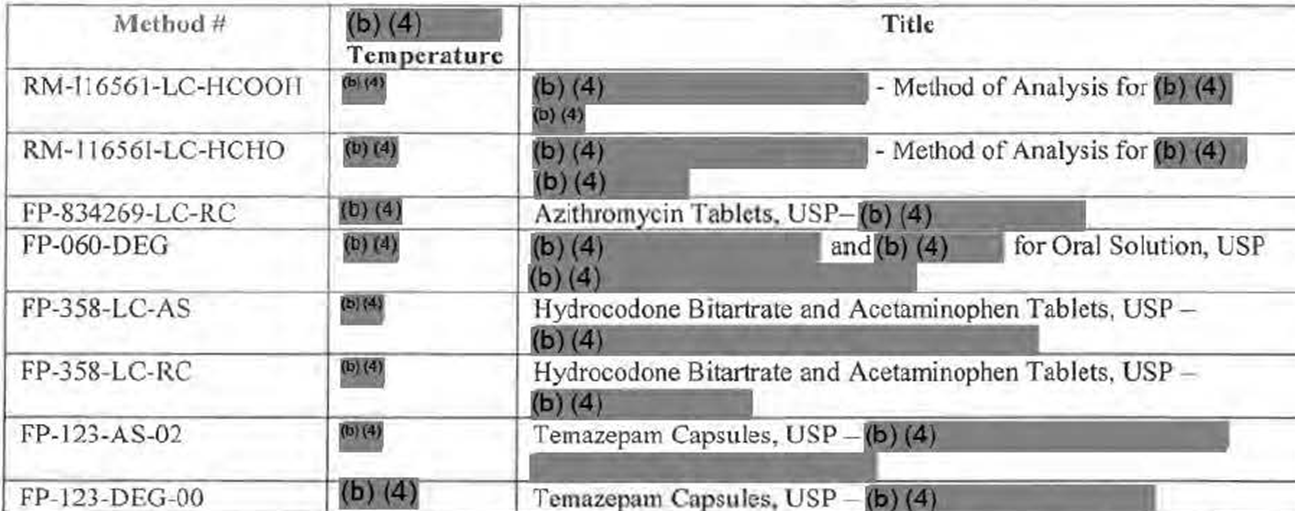 Method # (b) (4) Title
Temperature
RM-116561-LC-HCOOH (b) (4) (b) (4) - Method of Analysis for (b) (4)
(b) (4)
RM-116561-LC-HCHO (b) (4) (b) (4) - Method of Analysis for (b) (4)
(b) (4)
FP-834269-LC-RC (b) (4) Azithromycin Tablets, USP– (b) (4)
FP-060-DEG (b) (4) (b) (4) and (b) (4) for Oral Solution, USP
(b) (4)
FP-358-LC-AS (b) (4) Hydrocodone Bitartrate and Acetaminophen Tablets, USP –
(b) (4)
FP-358-LC-RC (b) (4) Hydrocodone Bitartrate and Acetaminophen Tablets, USP –
(b) (4)
FP-123-AS-02 (b) (4) Temazepam Capsules, USP – (b) (4)
FP-123-DEG-00 (b) (4) Temazepam Capsules, USP – (b) (4)